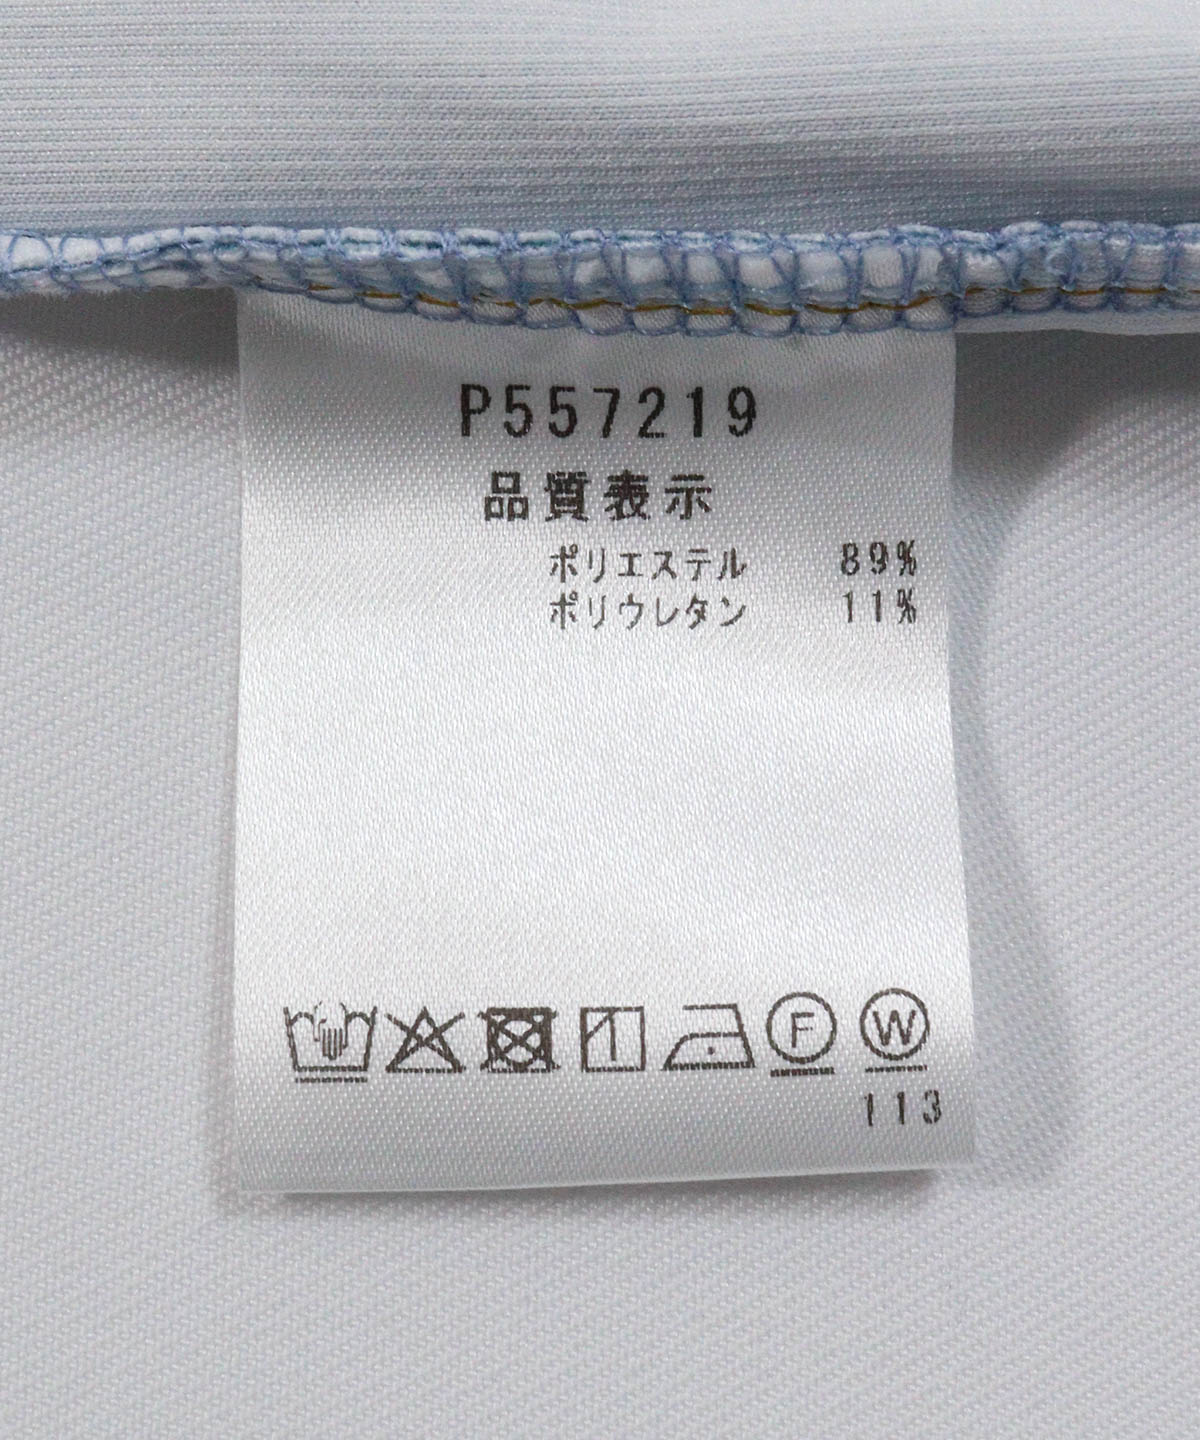 P557219
品質表示
ポリエステル 89%
ポリウレタン 11%
F W
113